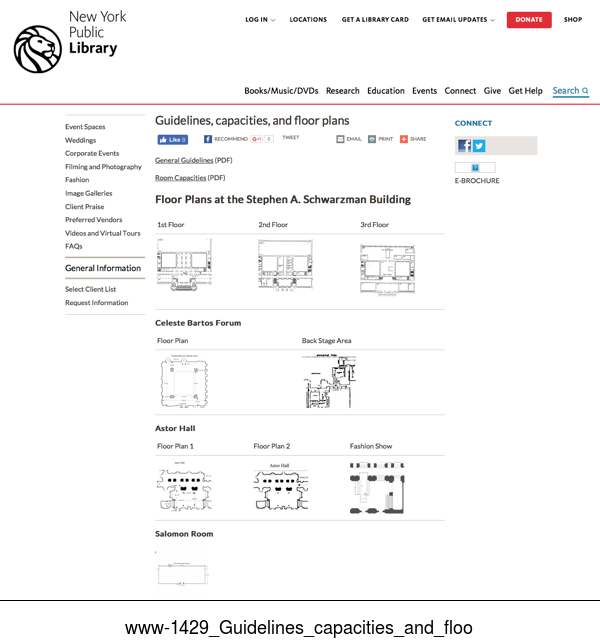 New York
Public
Library
LOG IN
LOCATIONS
GET A LIBRARY CARD
GET EMAIL UPDATES
DONATE
SHOP
Books/Music/DVDs Research Education Events Connect Give Get Help Search
Guidelines, capacities, and floor plans
Like 0
RECOMMEND
G+1 0
TWEET
EMAIL
PRINT
SHARE
General Guidelines (PDF)
Room Capacities (PDF)
Event Spaces
Weddings
Corporate Events
Filming and Photography
Fashion
Image Galleries
Client Praise
Preferred Vendors
Videos and Virtual Tours
FAQs
General Information
Select Client List
Request Information
CONNECT
E-BROCHURE
Floor Plans at the Stephen A. Schwarzman Building
1st Floor 2nd Floor 3rd Floor
Celeste Bartos Forum
Floor Plan Back Stage Area
Astor Hall
Floor Plan 1 Floor Plan 2 Fashion Show
Astor Hall
Salomon Room
www-1429_Guidelines_capacities_and_floo